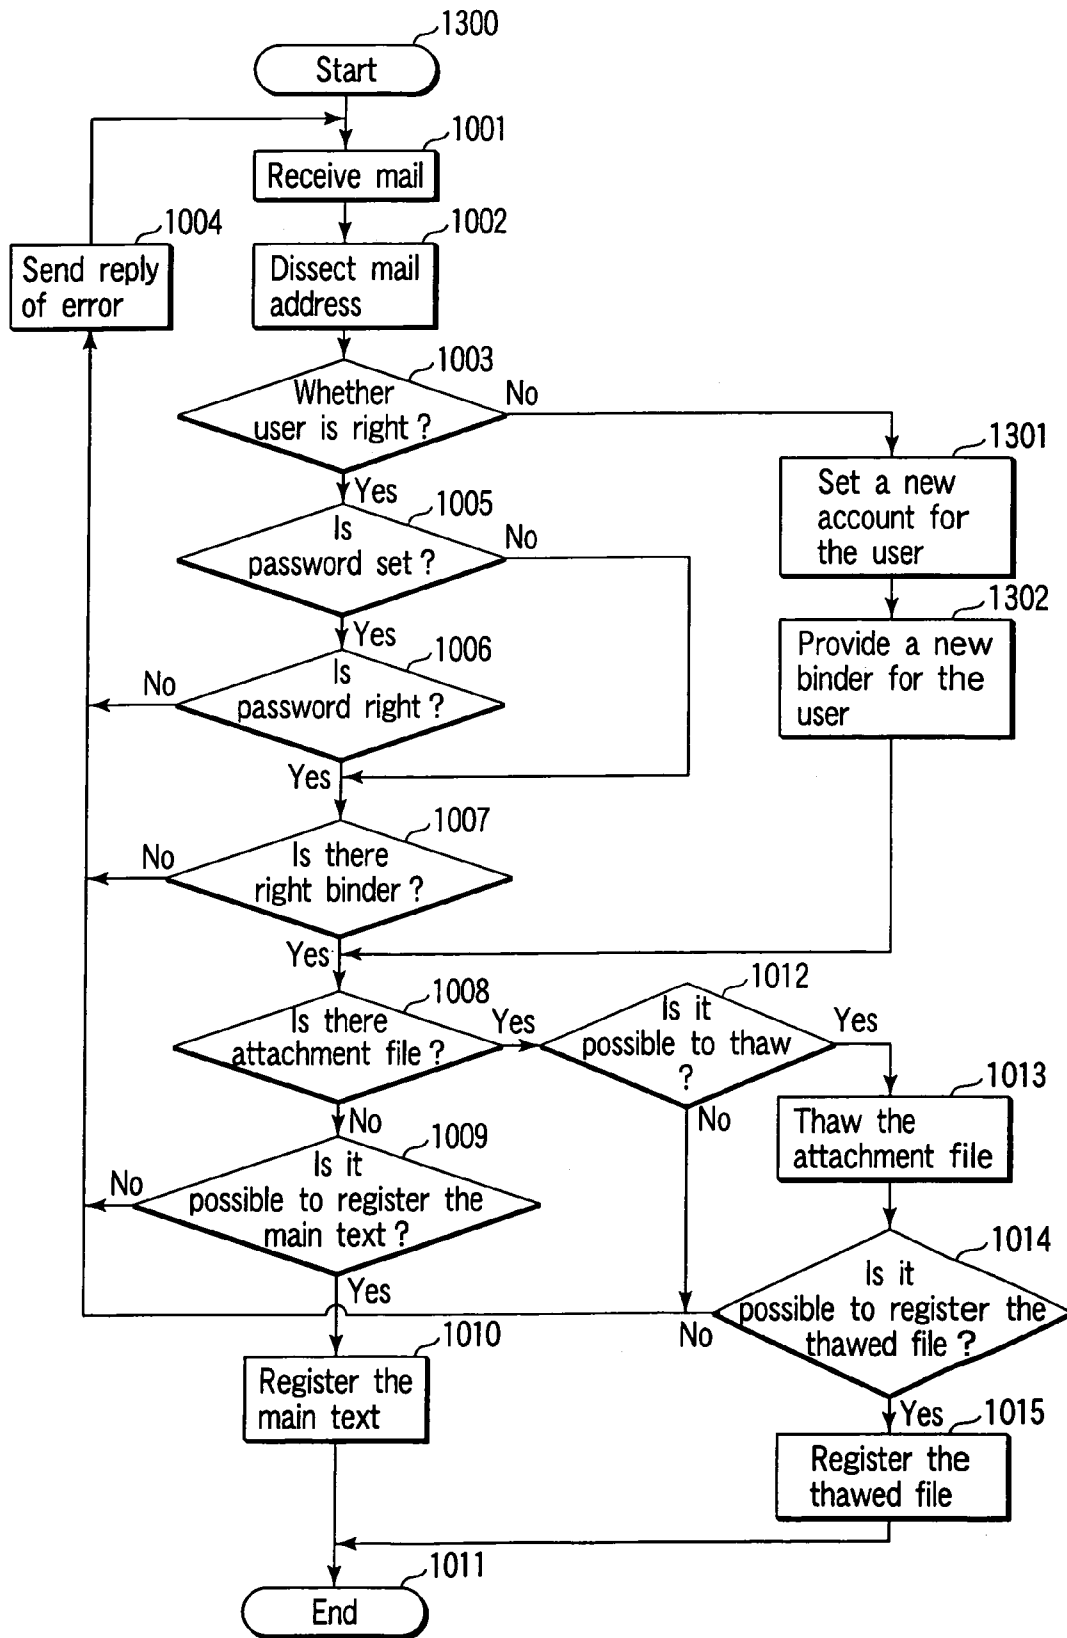 1300
Start
1001
Receive mail
1004
Send reply
of error
1002
Dissect mail
address
1003
Whether
user is right ?
No
Yes
1301
Set a new
account for
the user
1005
Is
password set ?
No
Yes
1302
Provide a new
binder for the
user
1006
Is
password right ?
No
Yes
1007
Is there
right binder ?
No
Yes
1008
Is there
attachment file ?
Yes
No
1012
Is it
possible to thaw
?
Yes
No
1013
Thaw the
attachment file
1009
Is it
possible to register the
main text ?
No
Yes
1014
Is it
possible to register the
thawed file ?
No
Yes
1010
Register the
main text
1015
Register the
thawed file
1011
End